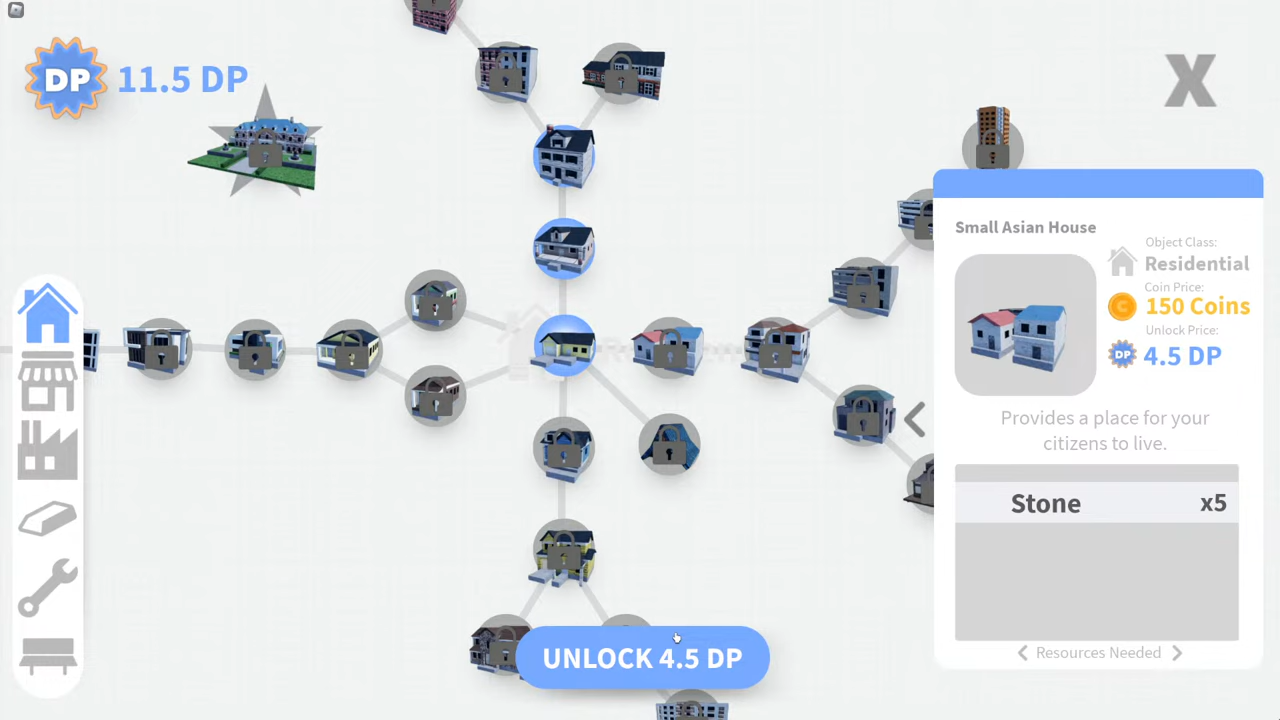 DP 11.5 DP
X
Small Asian House
Object Class:
Residential
Coin Price:
150 Coins
Unlock Price:
DP 4.5 DP
Provides a place for your
citizens to live.
Stone x5
Resources Needed
UNLOCK 4.5 DP